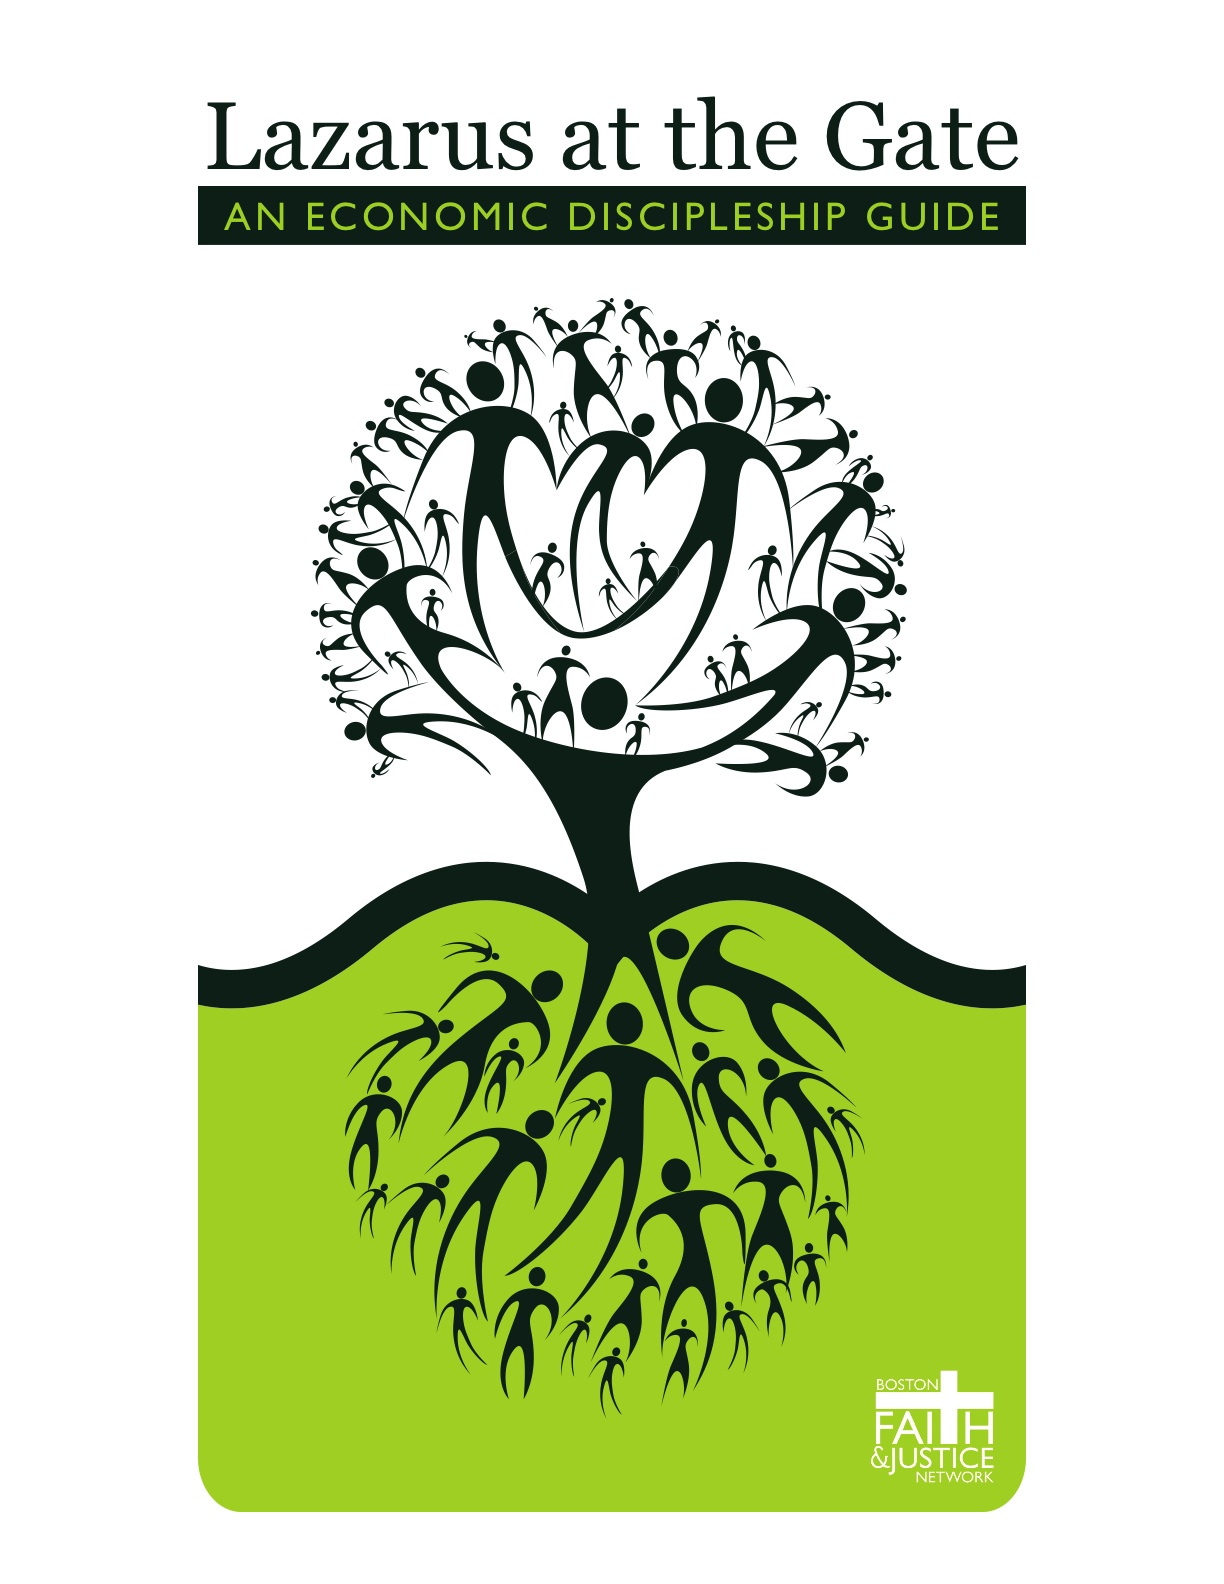 Lazarus at the Gate
AN ECONOMIC DISCIPLESHIP GUIDE
BOSTON
FAITH
&JUSTICE
NETWORK